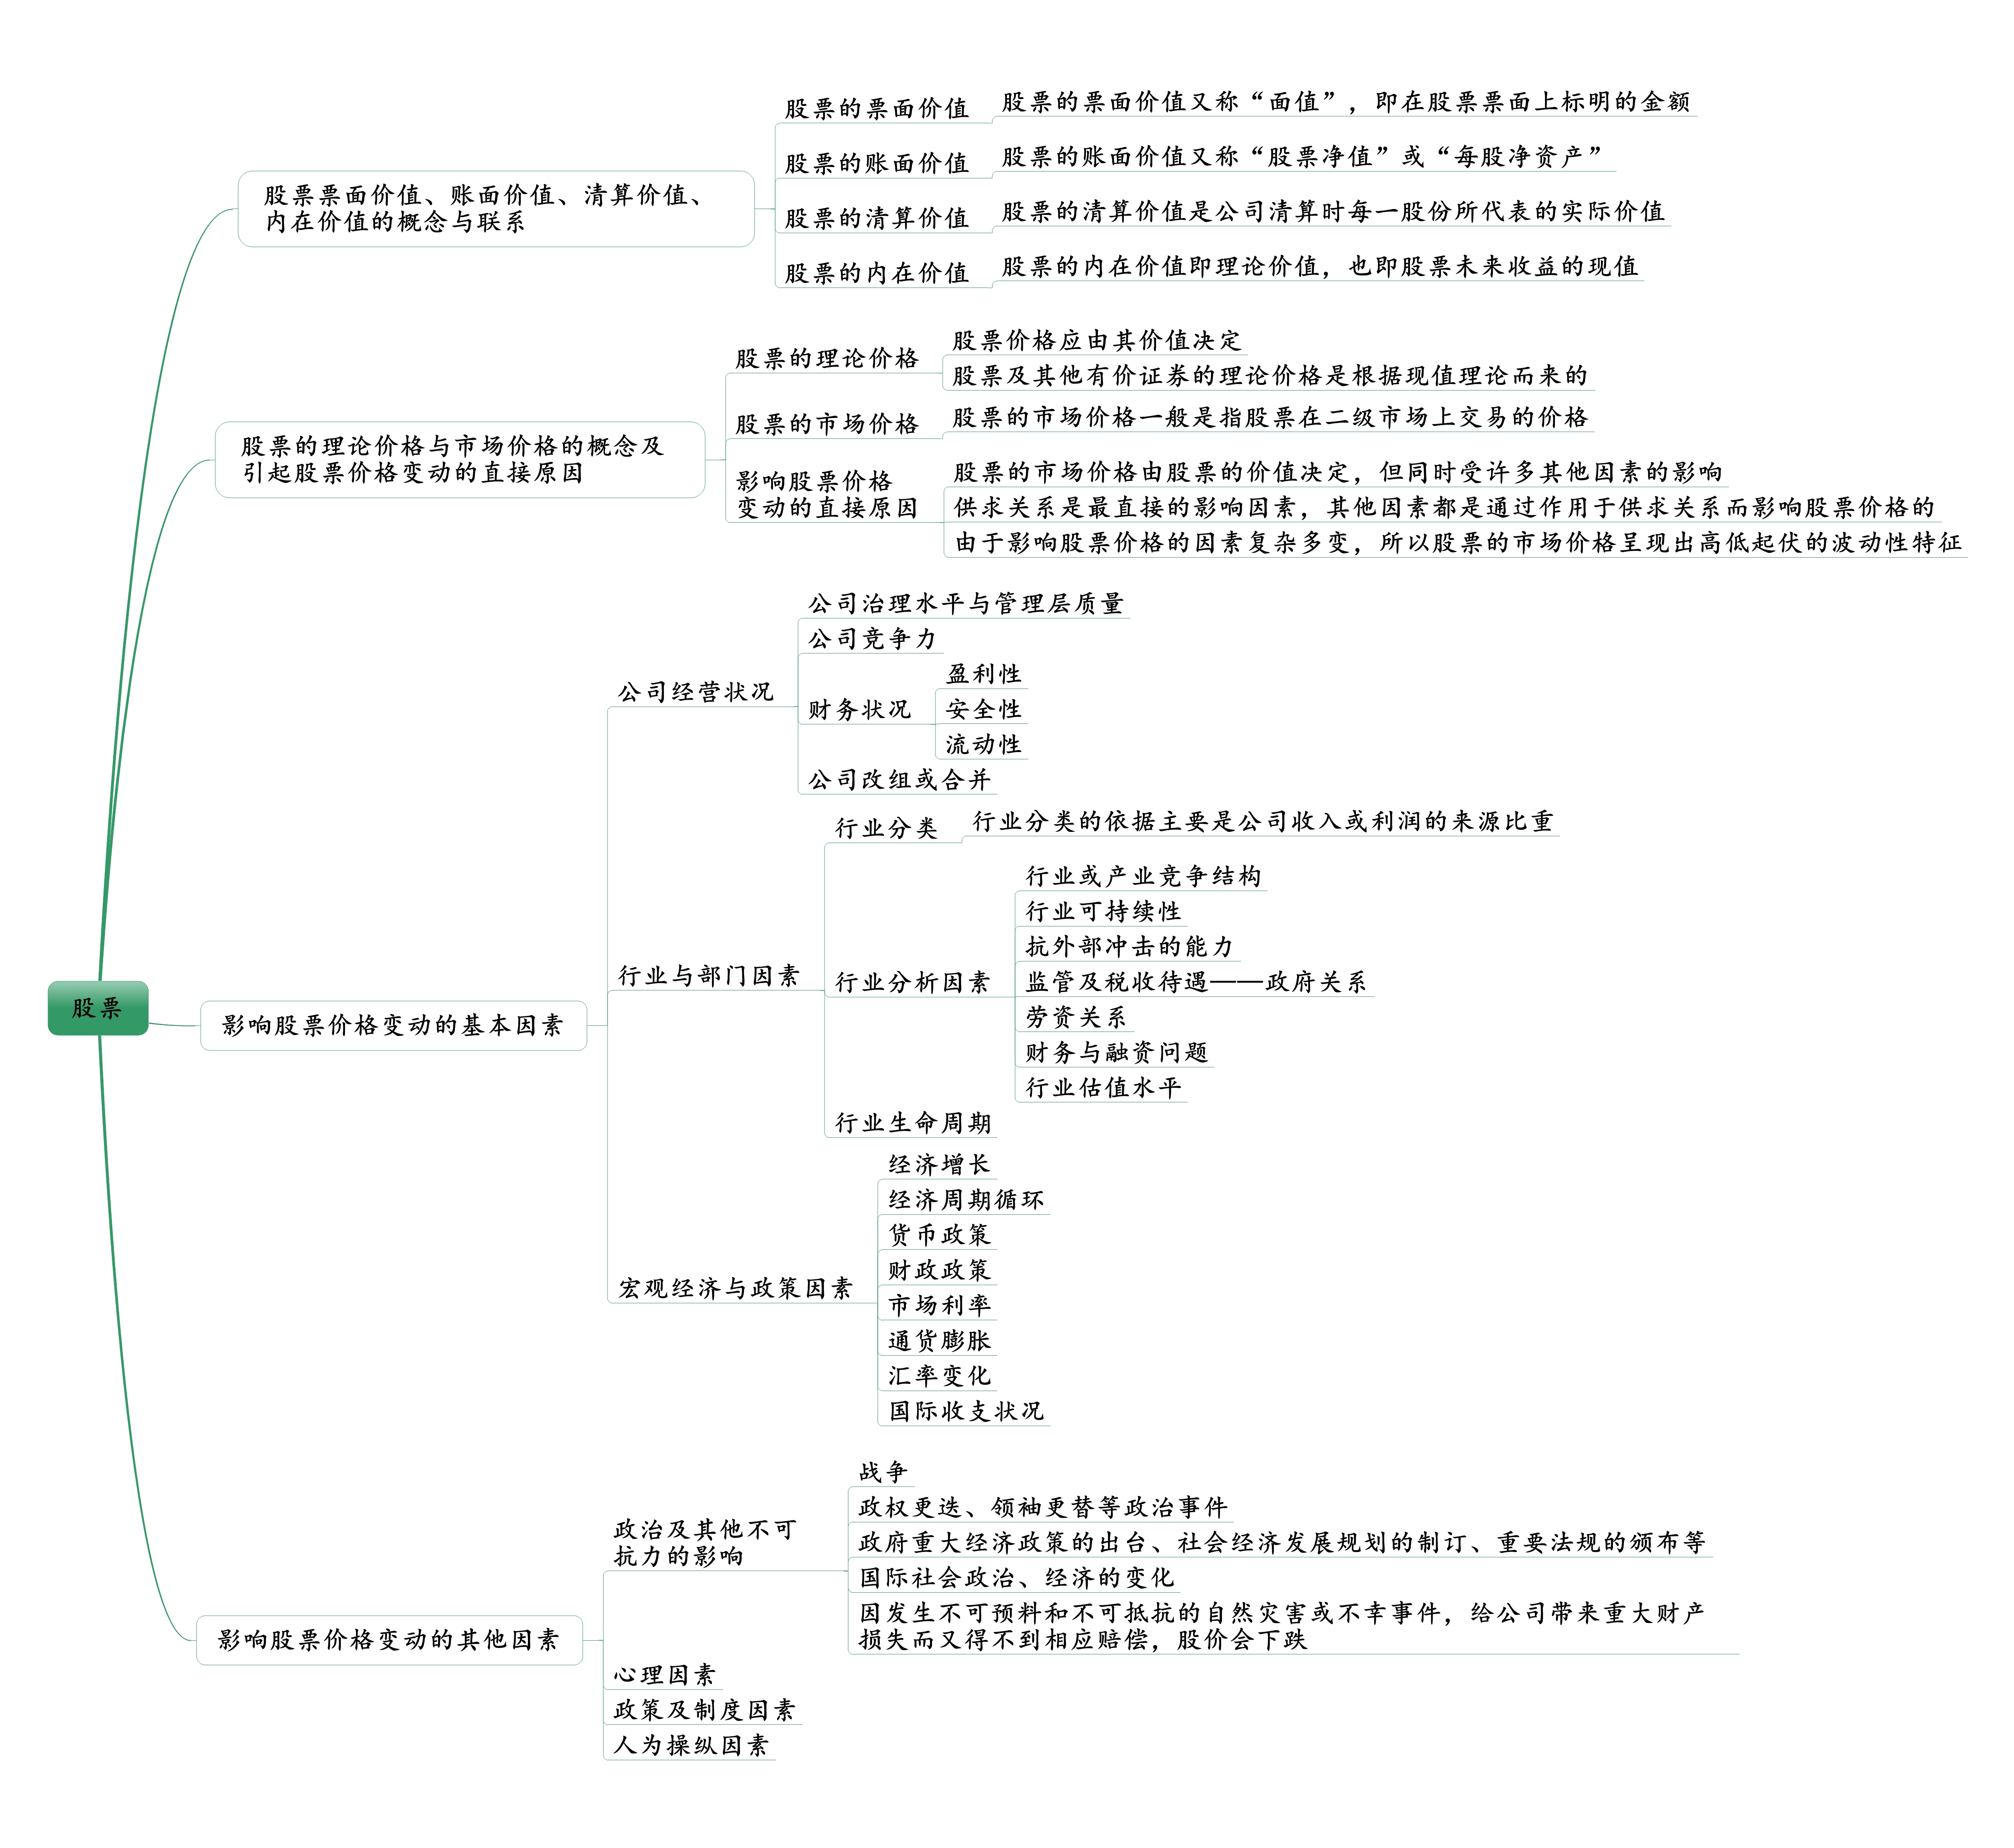 股票
股票票面价值、账面价值、清算价值、
内在价值的概念与联系
股票的票面价值
股票的票面价值又称“面值”，即在股票票面上标明的金额
股票的账面价值
股票的账面价值又称“股票净值”或“每股净资产”
股票的清算价值
股票的清算价值是公司清算时每一股份所代表的实际价值
股票的内在价值
股票的内在价值即理论价值，也即股票未来收益的现值
股票的理论价格与市场价格的概念及
引起股票价格变动的直接原因
股票的理论价格
股票价格应由其价值决定
股票及其他有价证券的理论价格是根据现值理论而来的
股票的市场价格
股票的市场价格一般是指股票在二级市场上交易的价格
影响股票价格
变动的直接原因
股票的市场价格由股票的价值决定，但同时受许多其他因素的影响
供求关系是最直接的影响因素，其他因素都是通过作用于供求关系而影响股票价格的
由于影响股票价格的因素复杂多变，所以股票的市场价格呈现出高低起伏的波动性特征
影响股票价格变动的基本因素
公司经营状况
公司治理水平与管理层质量
公司竞争力
财务状况
盈利性
安全性
流动性
公司改组或合并
行业与部门因素
行业分类
行业分类的依据主要是公司收入或利润的来源比重
行业分析因素
行业或产业竞争结构
行业可持续性
抗外部冲击的能力
监管及税收待遇——政府关系
劳资关系
财务与融资问题
行业估值水平
行业生命周期
宏观经济与政策因素
经济增长
经济周期循环
货币政策
财政政策
市场利率
通货膨胀
汇率变化
国际收支状况
影响股票价格变动的其他因素
政治及其他不可
抗力的影响
战争
政权更迭、领袖更替等政治事件
政府重大经济政策的出台、社会经济发展规划的制订、重要法规的颁布等
国际社会政治、经济的变化
因发生不可预料和不可抵抗的自然灾害或不幸事件，给公司带来重大财产
损失而又得不到相应赔偿，股价会下跌
心理因素
政策及制度因素
人为操纵因素